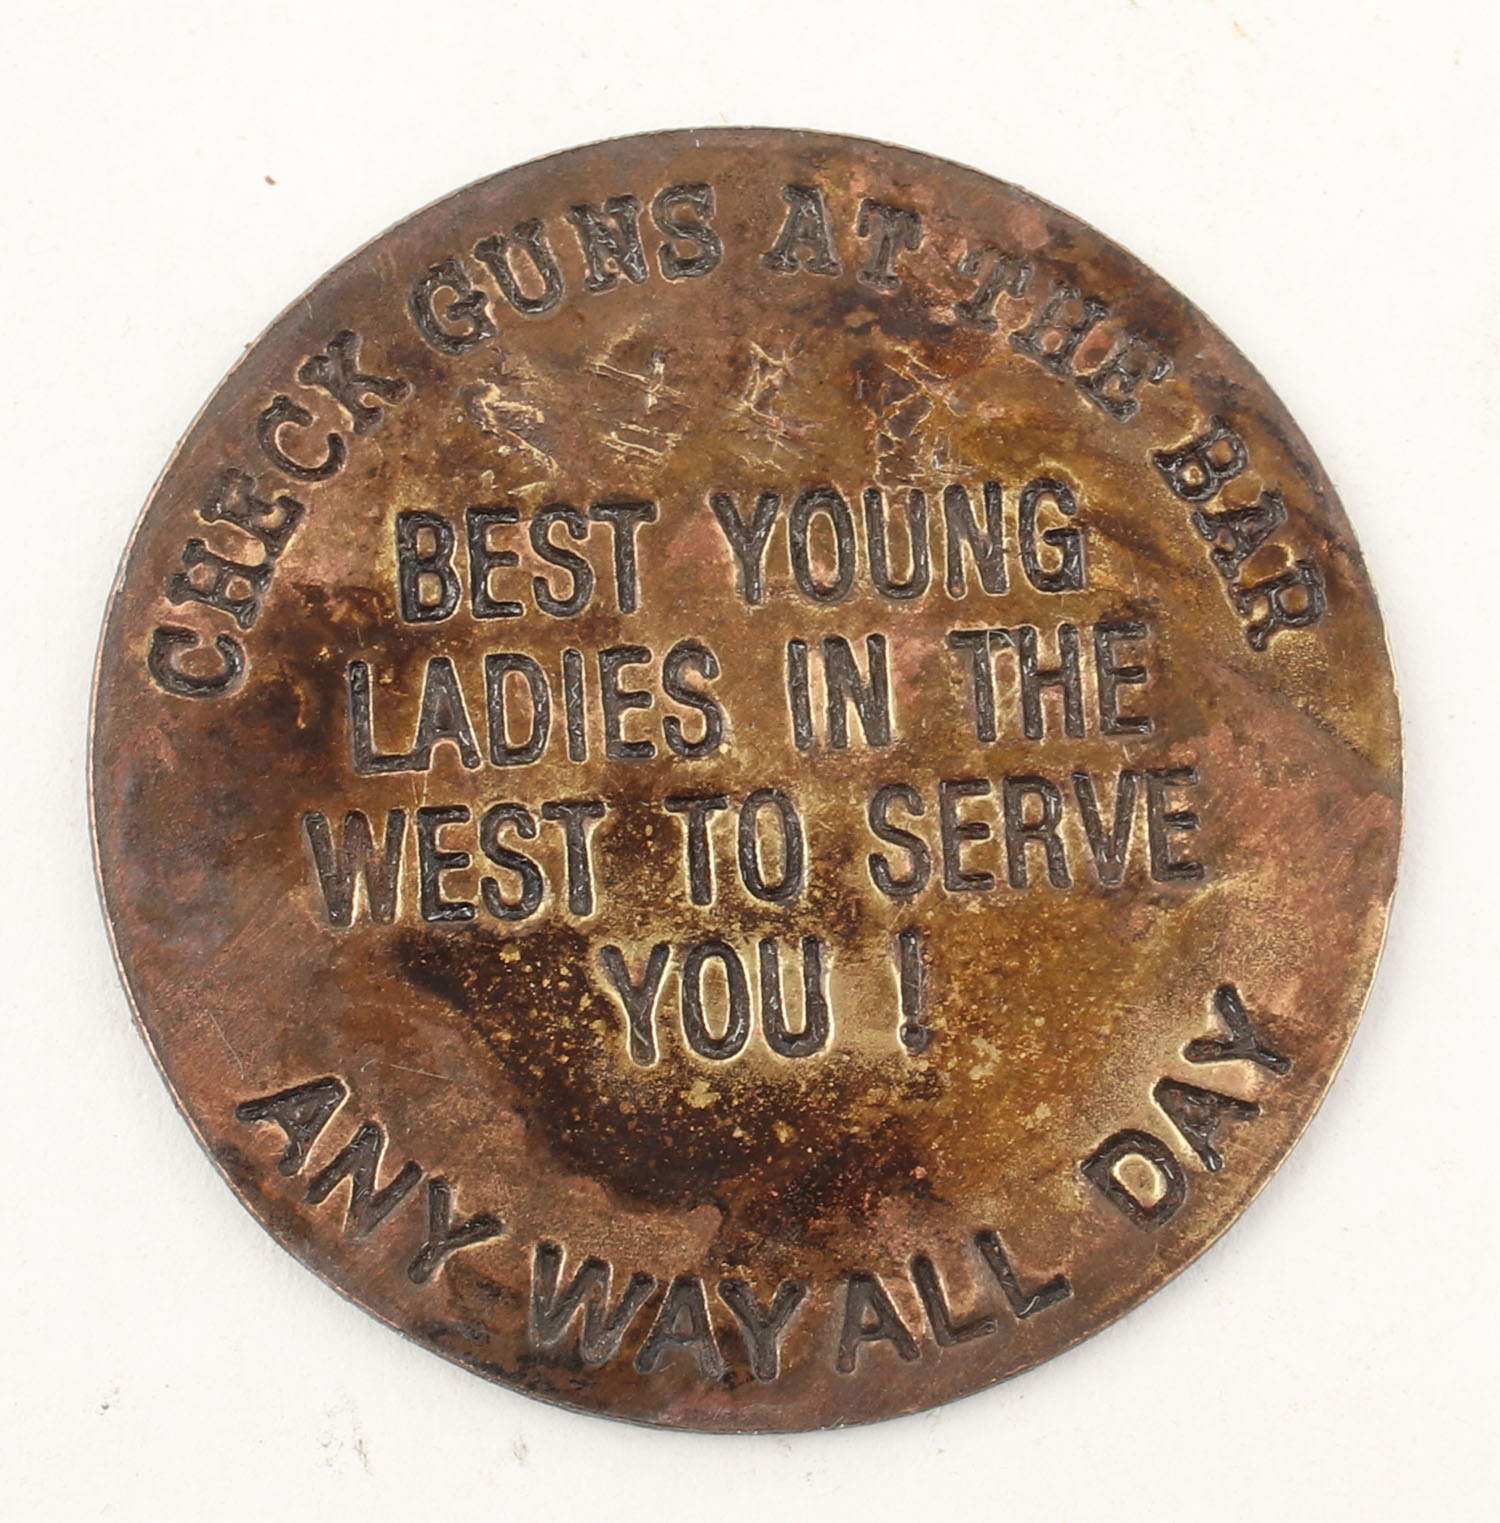 CHECK GUNS AT THE BAR
BEST YOUNG
LADIES IN THE
WEST TO SERVE
YOU !
ANY WAY ALL DAY